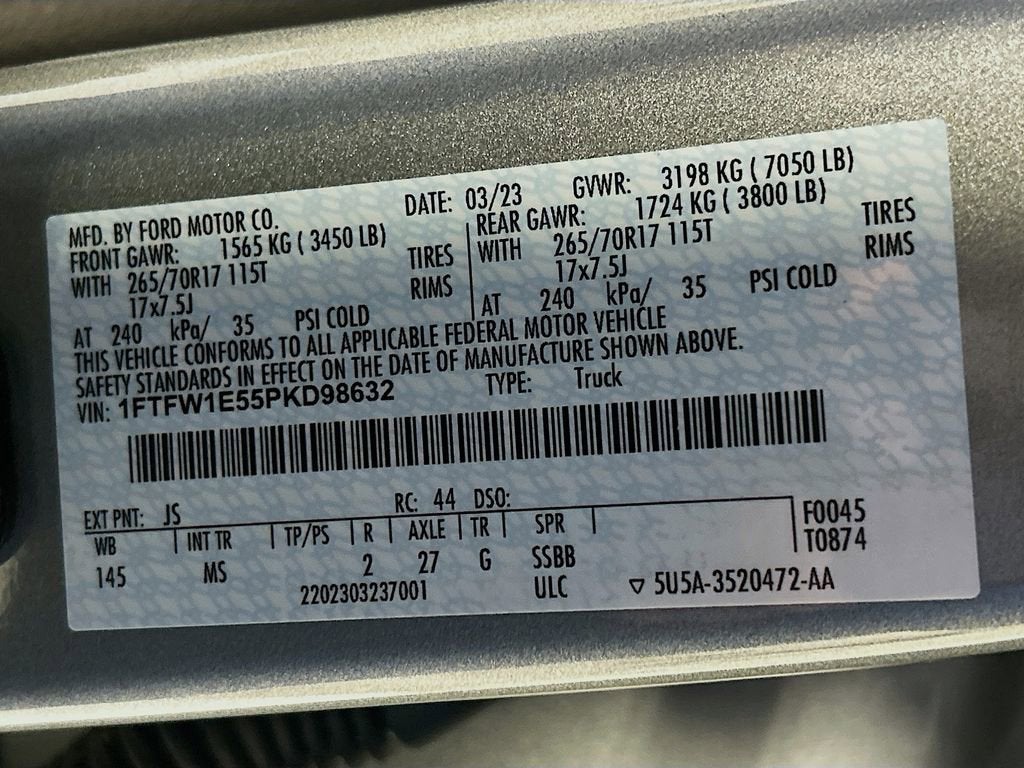 MFD. BY FORD MOTOR CO. DATE: 03/23 GVWR: 3198 KG ( 7050 LB)
FRONT GAWR: 1565 KG ( 3450 LB) REAR GAWR: 1724 KG ( 3800 LB)
WITH 265/70R17 115T TIRES WITH 265/70R17 115T TIRES
17x7.5J RIMS 17x7.5J RIMS
AT 240 kPa/ 35 PSI COLD AT 240 kPa/ 35 PSI COLD
THIS VEHICLE CONFORMS TO ALL APPLICABLE FEDERAL MOTOR VEHICLE
SAFETY STANDARDS IN EFFECT ON THE DATE OF MANUFACTURE SHOWN ABOVE.
VIN: 1FTFW1E55PKD98632 TYPE: Truck
EXT PNT: JS RC: 44 DSO:
WB INT TR TP/PS R AXLE TR SPR F0045
145 MS 2 27 G SSBB T0874
2202303237001 ULC ▽ 5U5A-3520472-AA